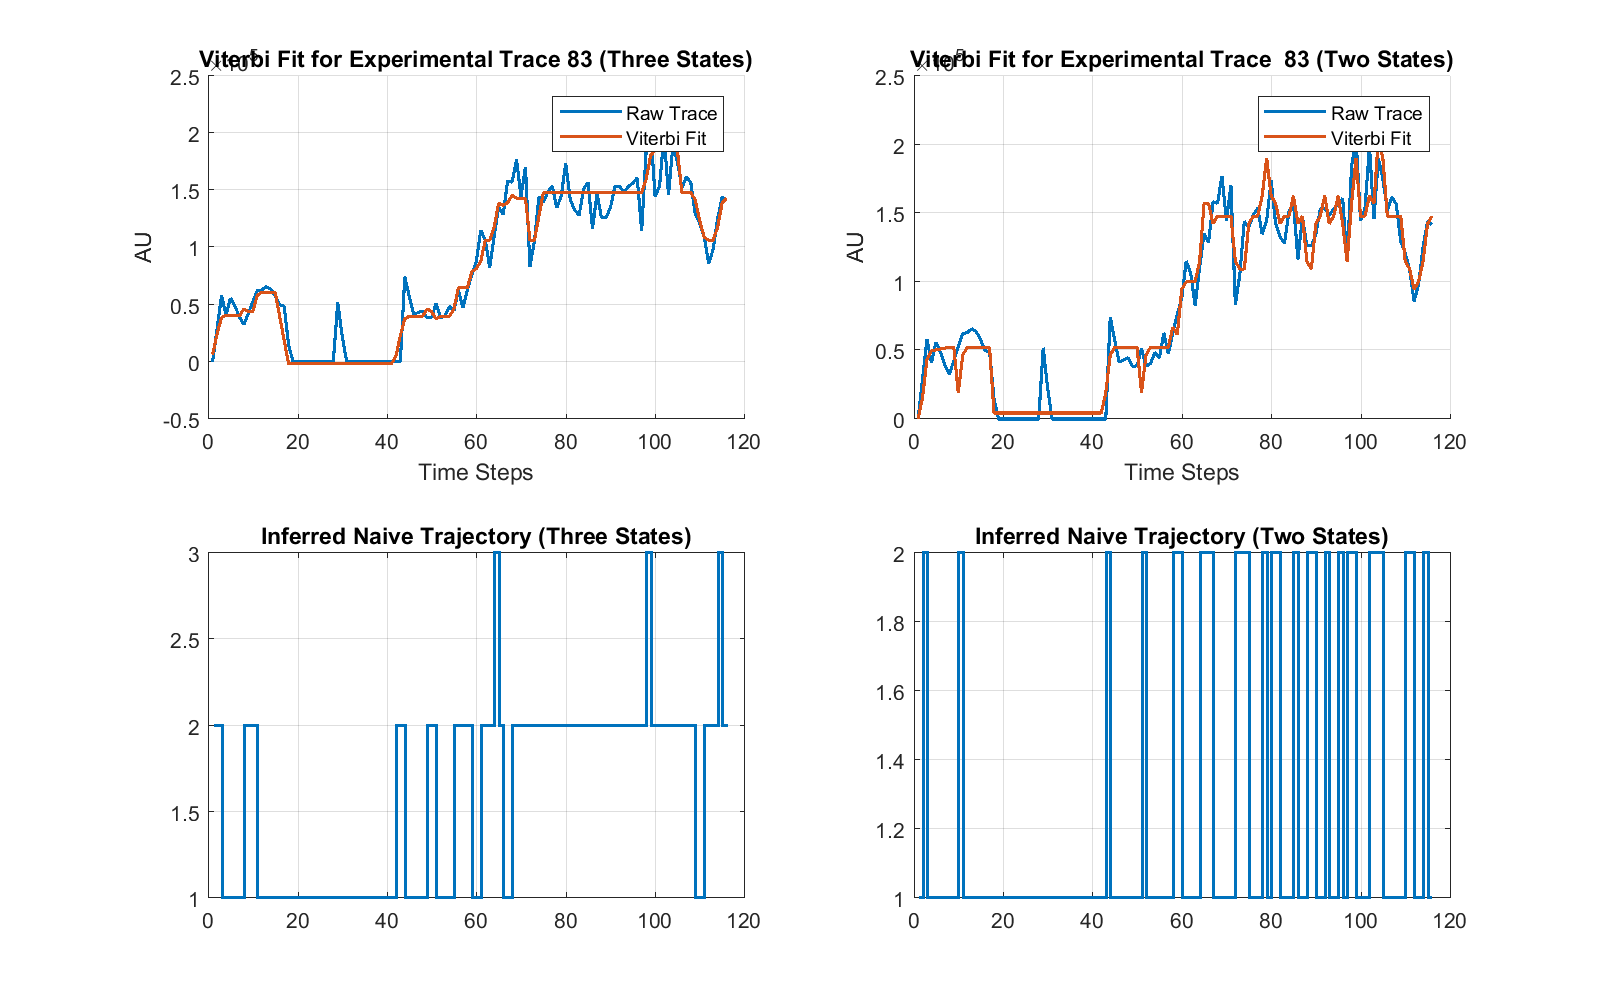 Viterbi Fit for Experimental Trace 83 (Three States)
×10^5
2.5
2
1.5
1
0.5
0
-0.5
AU
Raw Trace
Viterbi Fit
0 20 40 60 80 100 120
Time Steps
Viterbi Fit for Experimental Trace 83 (Two States)
×10^5
2.5
2
1.5
1
0.5
0
AU
Raw Trace
Viterbi Fit
0 20 40 60 80 100 120
Time Steps
Inferred Naive Trajectory (Three States)
3
2.5
2
1.5
1
0 20 40 60 80 100 120
Inferred Naive Trajectory (Two States)
2
1.8
1.6
1.4
1.2
1
0 20 40 60 80 100 120